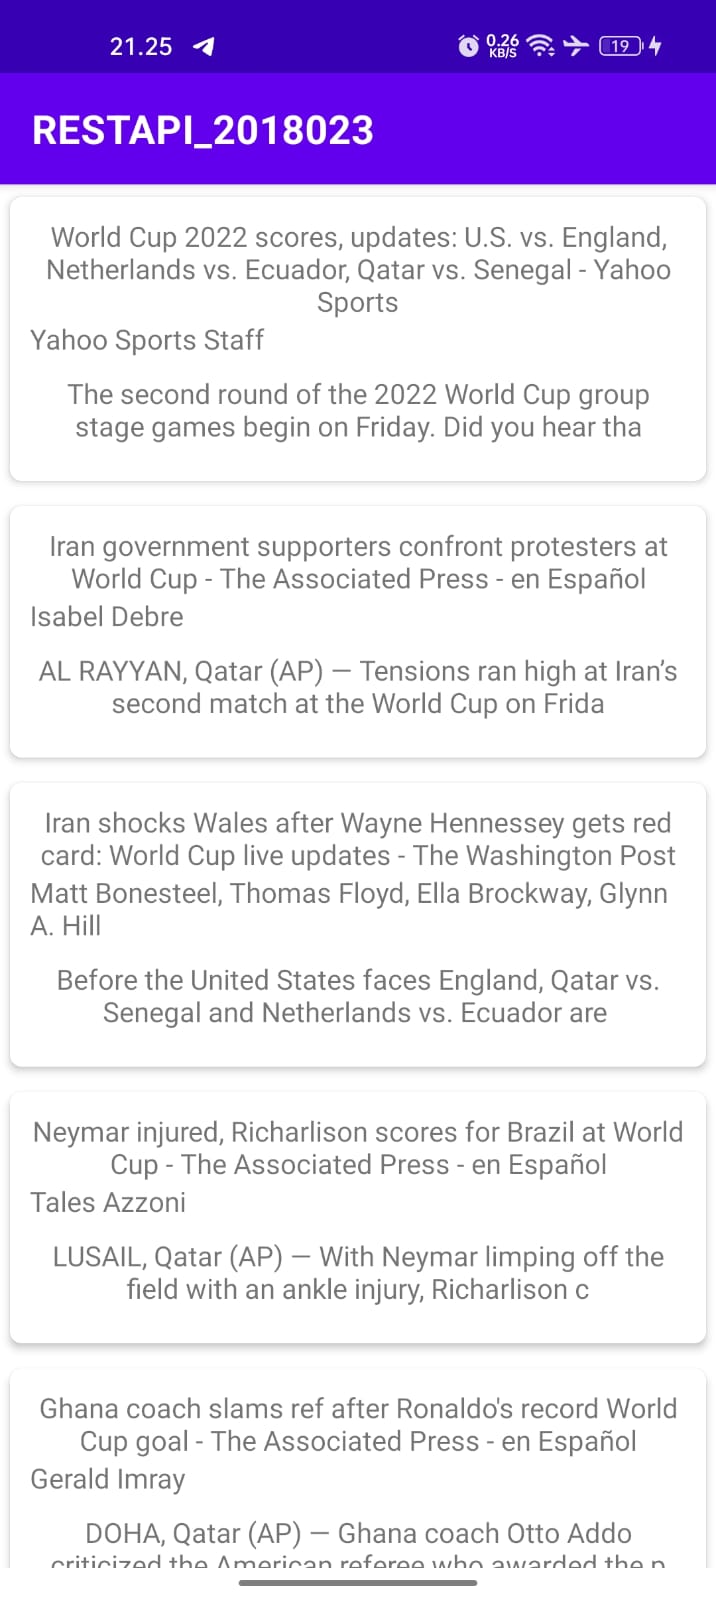 21.25
0.26
KB/S
19
RESTAPI_2018023
World Cup 2022 scores, updates: U.S. vs. England,
Netherlands vs. Ecuador, Qatar vs. Senegal - Yahoo
Sports
Yahoo Sports Staff
The second round of the 2022 World Cup group
stage games begin on Friday. Did you hear tha
Iran government supporters confront protesters at
World Cup - The Associated Press - en Español
Isabel Debre
AL RAYYAN, Qatar (AP) — Tensions ran high at Iran’s
second match at the World Cup on Frida
Iran shocks Wales after Wayne Hennessey gets red
card: World Cup live updates - The Washington Post
Matt Bonesteel, Thomas Floyd, Ella Brockway, Glynn
A. Hill
Before the United States faces England, Qatar vs.
Senegal and Netherlands vs. Ecuador are
Neymar injured, Richarlison scores for Brazil at World
Cup - The Associated Press - en Español
Tales Azzoni
LUSAIL, Qatar (AP) — With Neymar limping off the
field with an ankle injury, Richarlison c
Ghana coach slams ref after Ronaldo's record World
Cup goal - The Associated Press - en Español
Gerald Imray
DOHA, Qatar (AP) — Ghana coach Otto Addo
criticized the American referee who awarded the p